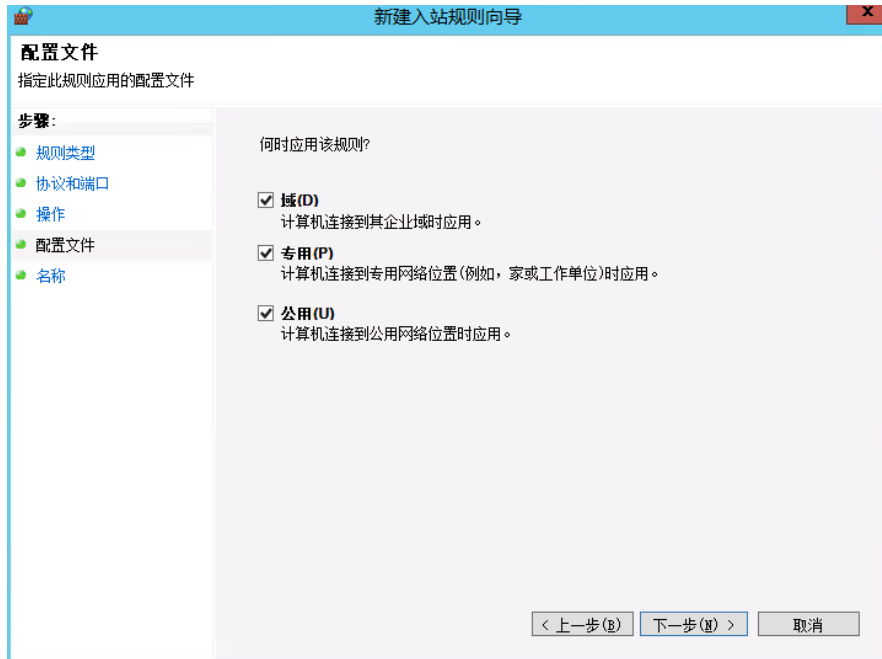 新建入站规则向导
x
配置文件
指定此规则应用的配置文件
步骤:
规则类型
协议和端口
操作
配置文件
名称
何时应用该规则?
域(D)
计算机连接到其企业域时应用。
专用(P)
计算机连接到专用网络位置(例如，家或工作单位)时应用。
公用(U)
计算机连接到公用网络位置时应用。
< 上一步(B)
下一步(N) >
取消